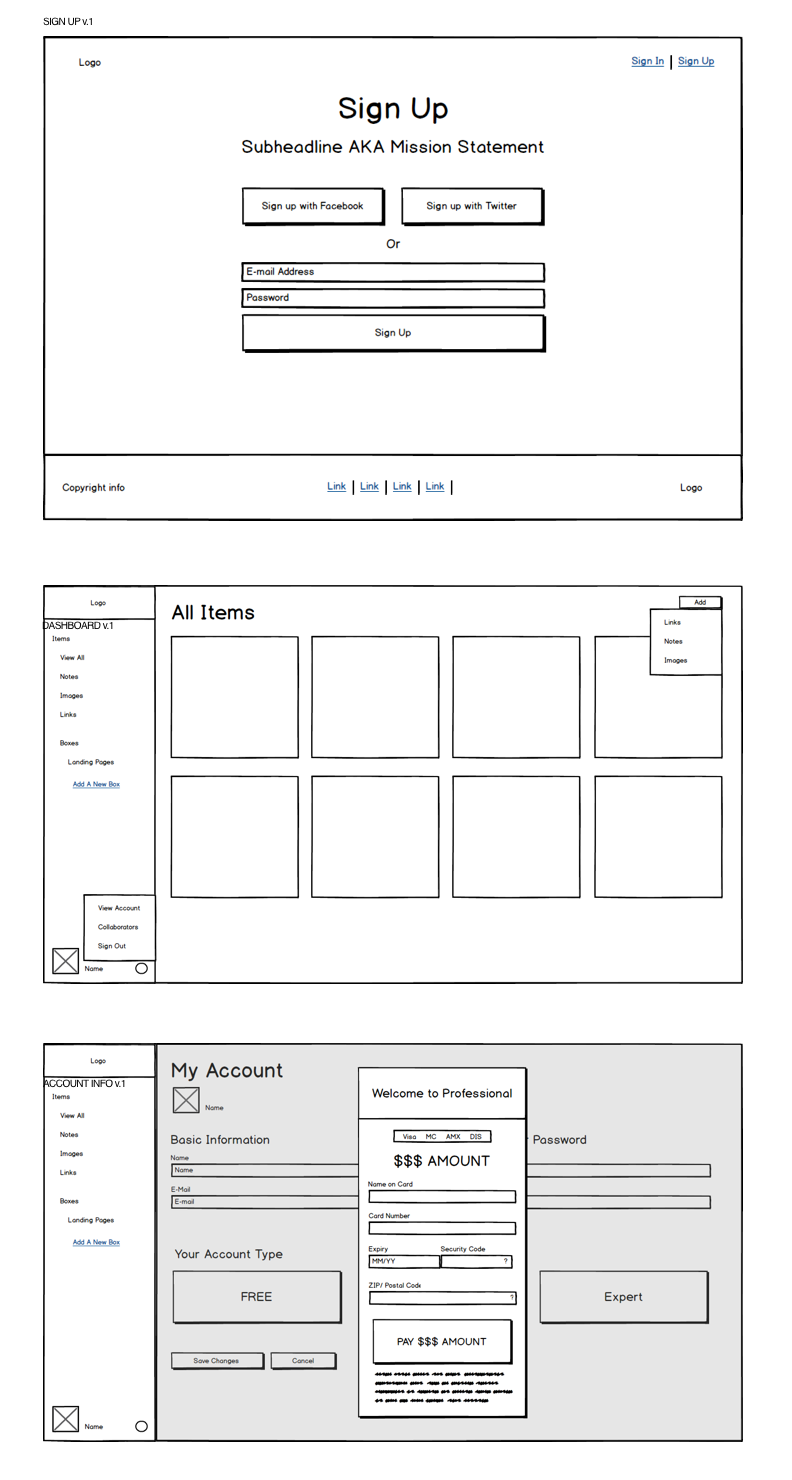 SIGN UP v.1
Logo
Sign In | Sign Up
Sign Up
Subheadline AKA Mission Statement
Sign up with Facebook
Sign up with Twitter
Or
E-mail Address
Password
Sign Up
Copyright info
Link | Link | Link | Link |
Logo
Logo
DASHBOARD v.1
Items
View All
Notes
Images
Links
Boxes
Landing Pages
Add A New Box
View Account
Collaborators
Sign Out
Name
All Items
Add
Links
Notes
Images
Logo
ACCOUNT INFO v.1
Items
View All
Notes
Images
Links
Boxes
Landing Pages
Add A New Box
Name
My Account
Name
Basic Information
Name
Name
E-Mail
E-mail
Your Account Type
FREE
Save Changes
Cancel
Welcome to Professional
Visa MC AMX DIS
$$$ AMOUNT
Name on Card
Card Number
Expiry
Security Code
MM/YY
?
ZIP/ Postal Code
?
PAY $$$ AMOUNT
Password
Expert